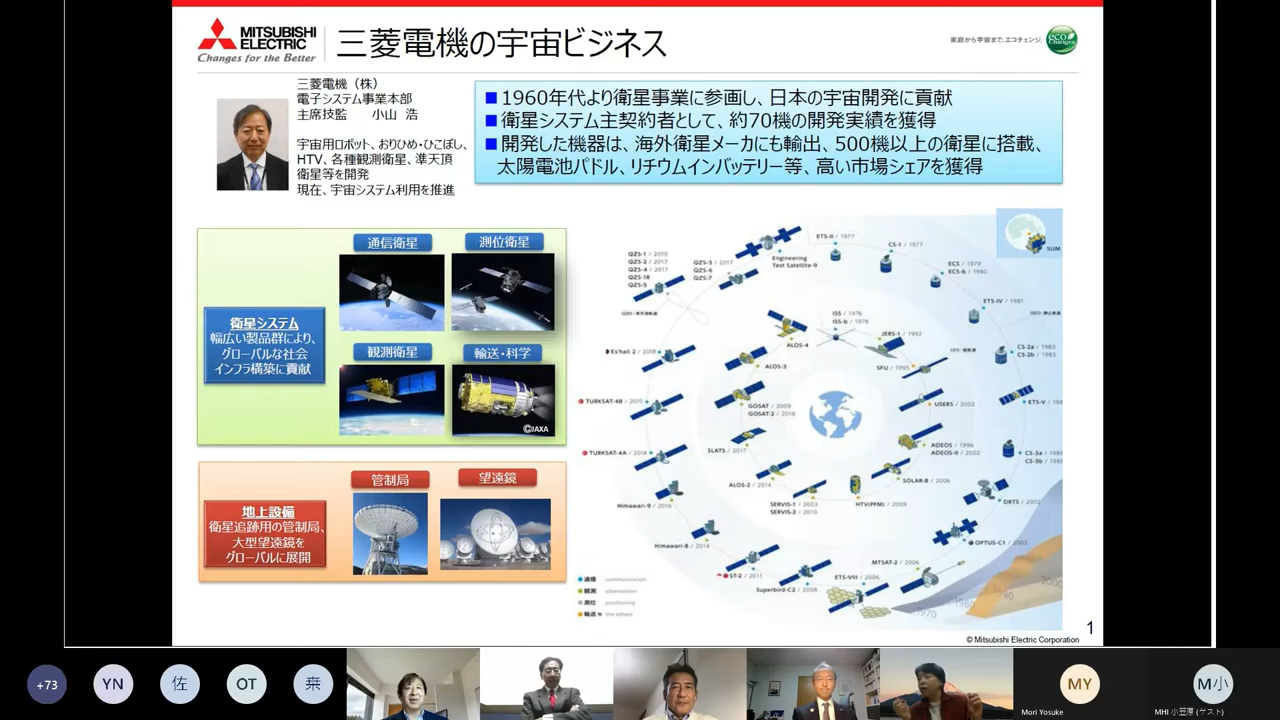 MITSUBISHI
ELECTRIC
Changes for the Better
三菱電機の宇宙ビジネス
家庭から宇宙まで、エコチェンジ。
eco
Changes
三菱電機（株）
電子システム事業本部
主席技監　小山　浩
宇宙用ロボット、おりひめ・ひこぼし、
HTV、各種観測衛星、準天頂
衛星等を開発
現在、宇宙システム利用を推進
■1960年代より衛星事業に参画し、日本の宇宙開発に貢献
■衛星システム主契約者として、約70機の開発実績を獲得
■開発した機器は、海外衛星メーカにも輸出、500機以上の衛星に搭載、
太陽電池パドル、リチウムインバッテリー等、高い市場シェアを獲得
衛星システム
幅広い製品群により、
グローバルな社会
インフラ構築に貢献
通信衛星
測位衛星
観測衛星
輸送・科学
©JAXA
地上設備
衛星追跡用の管制局、
大型望遠鏡を
グローバルに展開
管制局
望遠鏡
QZS-1 / 2010
QZS-2 / 2017
QZS-4 / 2017
QZS-1R
QZS-5
QZS-3 / 2017
QZS-6
QZS-7
Engineering
Test Satellite-9
ETS-II / 1977
CS-1 / 1977
ECS / 1979
ECS-b / 1980
SLIM
ETS-IV / 1981
CS-2a / 1983
CS-2b / 1983
ETS-V / 198
CS-3a / 198
CS-3b / 198
DRTS / 2002
OPTUS-C1 / 2003
MTSAT-2 / 2006
ETS-VIII / 2006
Superbird-C2 / 2008
ST-2 / 2011
Himawari-8 / 2014
Himawari-9 / 2016
TURKSAT-4A / 2014
TURKSAT-4B / 2015
Es'hail 2 / 2018
ISS / 1976
ISS-b / 1978
JERS-1 / 1992
SFU / 1995
USERS / 2002
ADEOS / 1996
ADEOS-II / 2002
SOLAR-B / 2006
HTV(PFM) / 2009
SERVIS-1 / 2003
SERVIS-2 / 2010
ALOS-2 / 2014
SLATS / 2017
GOSAT / 2009
GOSAT-2 / 2018
ALOS-3
ALOS-4
通信 communication
観測 observation
測位 positioning
1970
1980
© Mitsubishi Electric Corporation
1
+73
YN
佐
OT
桒
MY
Mori Yosuke
M小
MHI 小笠原 (ゲスト)